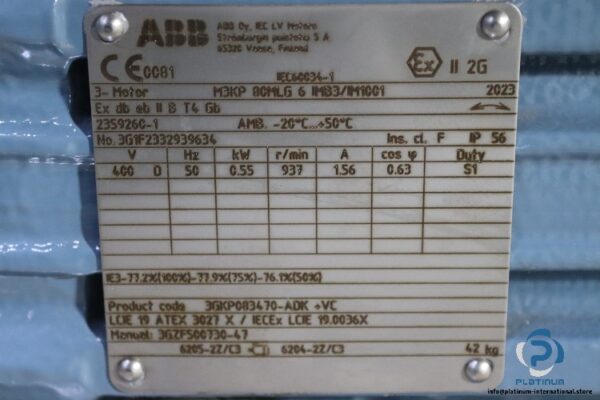 ABB
ABB Oy, IEC LV Motors
Strömbergin puistotie 5 A
65320 Vaasa, Finland
CE 0081
IEC60034-1
Ex II 2G
3~ Motor M3KP 80MLG 6 IMB3/IM1001 2023
Ex db eb II B T4 Gb
2359260-1 AMB. -20°C...+50°C
No. 3G1F2332939634 Ins. cl. F IP 56
V Hz kW r/min A cos φ Duty
400 D 50 0.55 937 1.56 0.63 S1
IE3-77.2%(100%)-77.9%(75%)-76.1%(50%)
Product code 3GKP083470-ADK +VC
LCIE 19 ATEX 3027 X / IECEx LCIE 19.0036X
Manual: 3GZF500730-47
6205-2Z/C3 6204-2Z/C3 42 kg
PLATINUM
INTERNATIONAL
https://platinum-international.store/